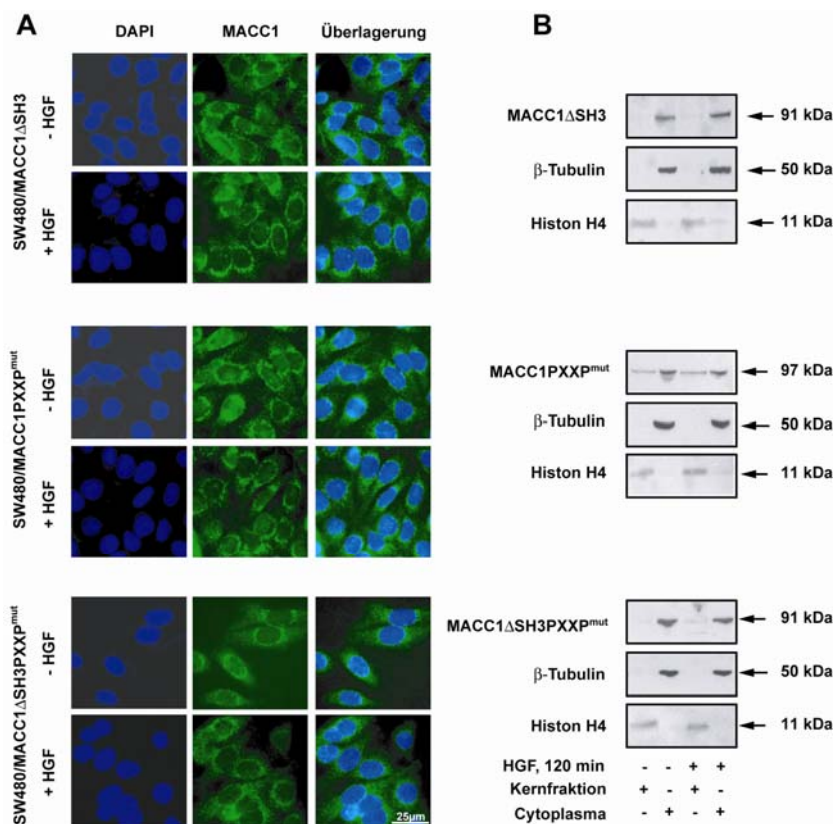 A
DAPI
MACC1
Überlagerung
SW480/MACC1ΔSH3
- HGF
+ HGF
SW480/MACC1PXXPmut
- HGF
+ HGF
SW480/MACC1ΔSH3PXXPmut
- HGF
+ HGF
25µm
B
MACC1ΔSH3
91 kDa
β-Tubulin
50 kDa
Histon H4
11 kDa
MACC1PXXPmut
97 kDa
β-Tubulin
50 kDa
Histon H4
11 kDa
MACC1ΔSH3PXXPmut
91 kDa
β-Tubulin
50 kDa
Histon H4
11 kDa
HGF, 120 min - - + +
Kernfraktion + - + -
Cytoplasma - + - +